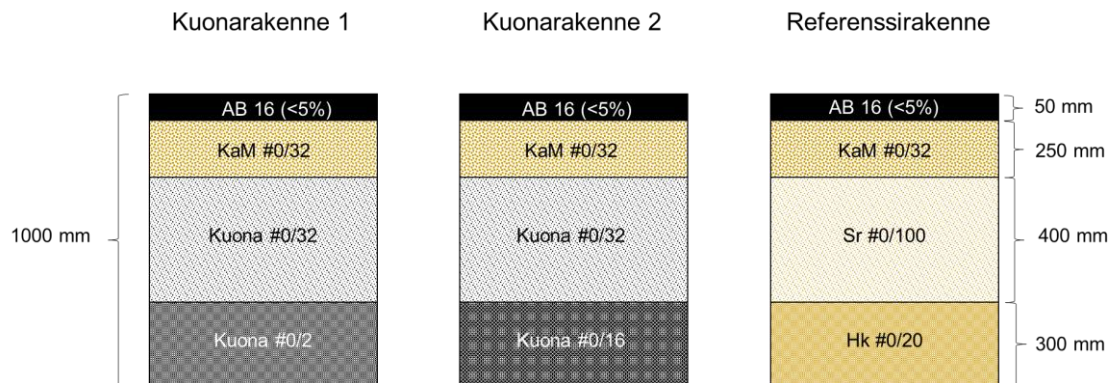 Kuonarakenne 1
Kuonarakenne 2
Referenssirakenne
AB 16 (<5%)
AB 16 (<5%)
AB 16 (<5%)
50 mm
KaM #0/32
KaM #0/32
KaM #0/32
250 mm
1000 mm
Kuona #0/32
Kuona #0/32
Sr #0/100
400 mm
Kuona #0/2
Kuona #0/16
Hk #0/20
300 mm